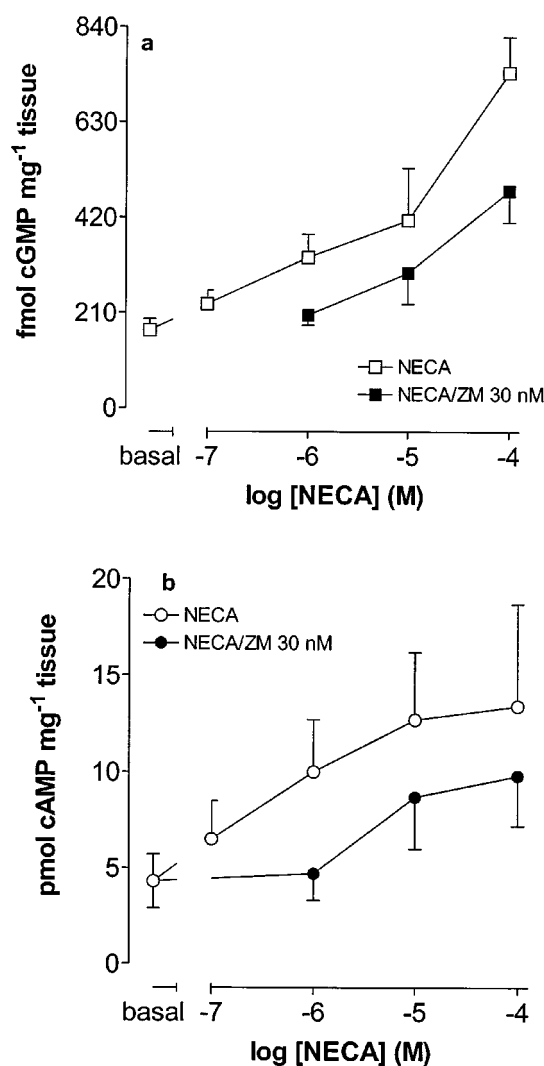 840
a
630
420
210
0
fmol cGMP mg⁻¹ tissue
NECA
NECA/ZM 30 nM
basal -7 -6 -5 -4
log [NECA] (M)
20
b
NECA
NECA/ZM 30 nM
15
10
5
0
pmol cAMP mg⁻¹ tissue
basal -7 -6 -5 -4
log [NECA] (M)